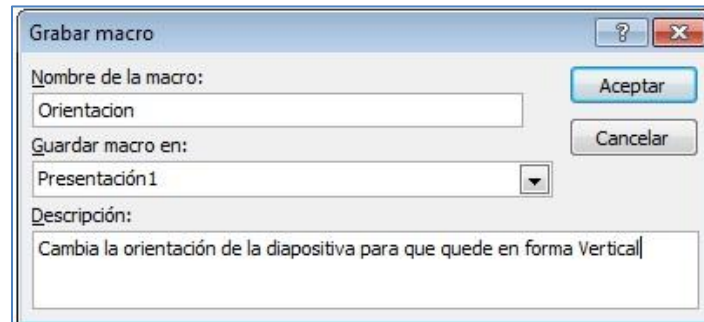 Grabar macro
Nombre de la macro:
Aceptar
Orientacion
Guardar macro en:
Cancelar
Presentación1
Descripción:
Cambia la orientación de la diapositiva para que quede en forma Vertical